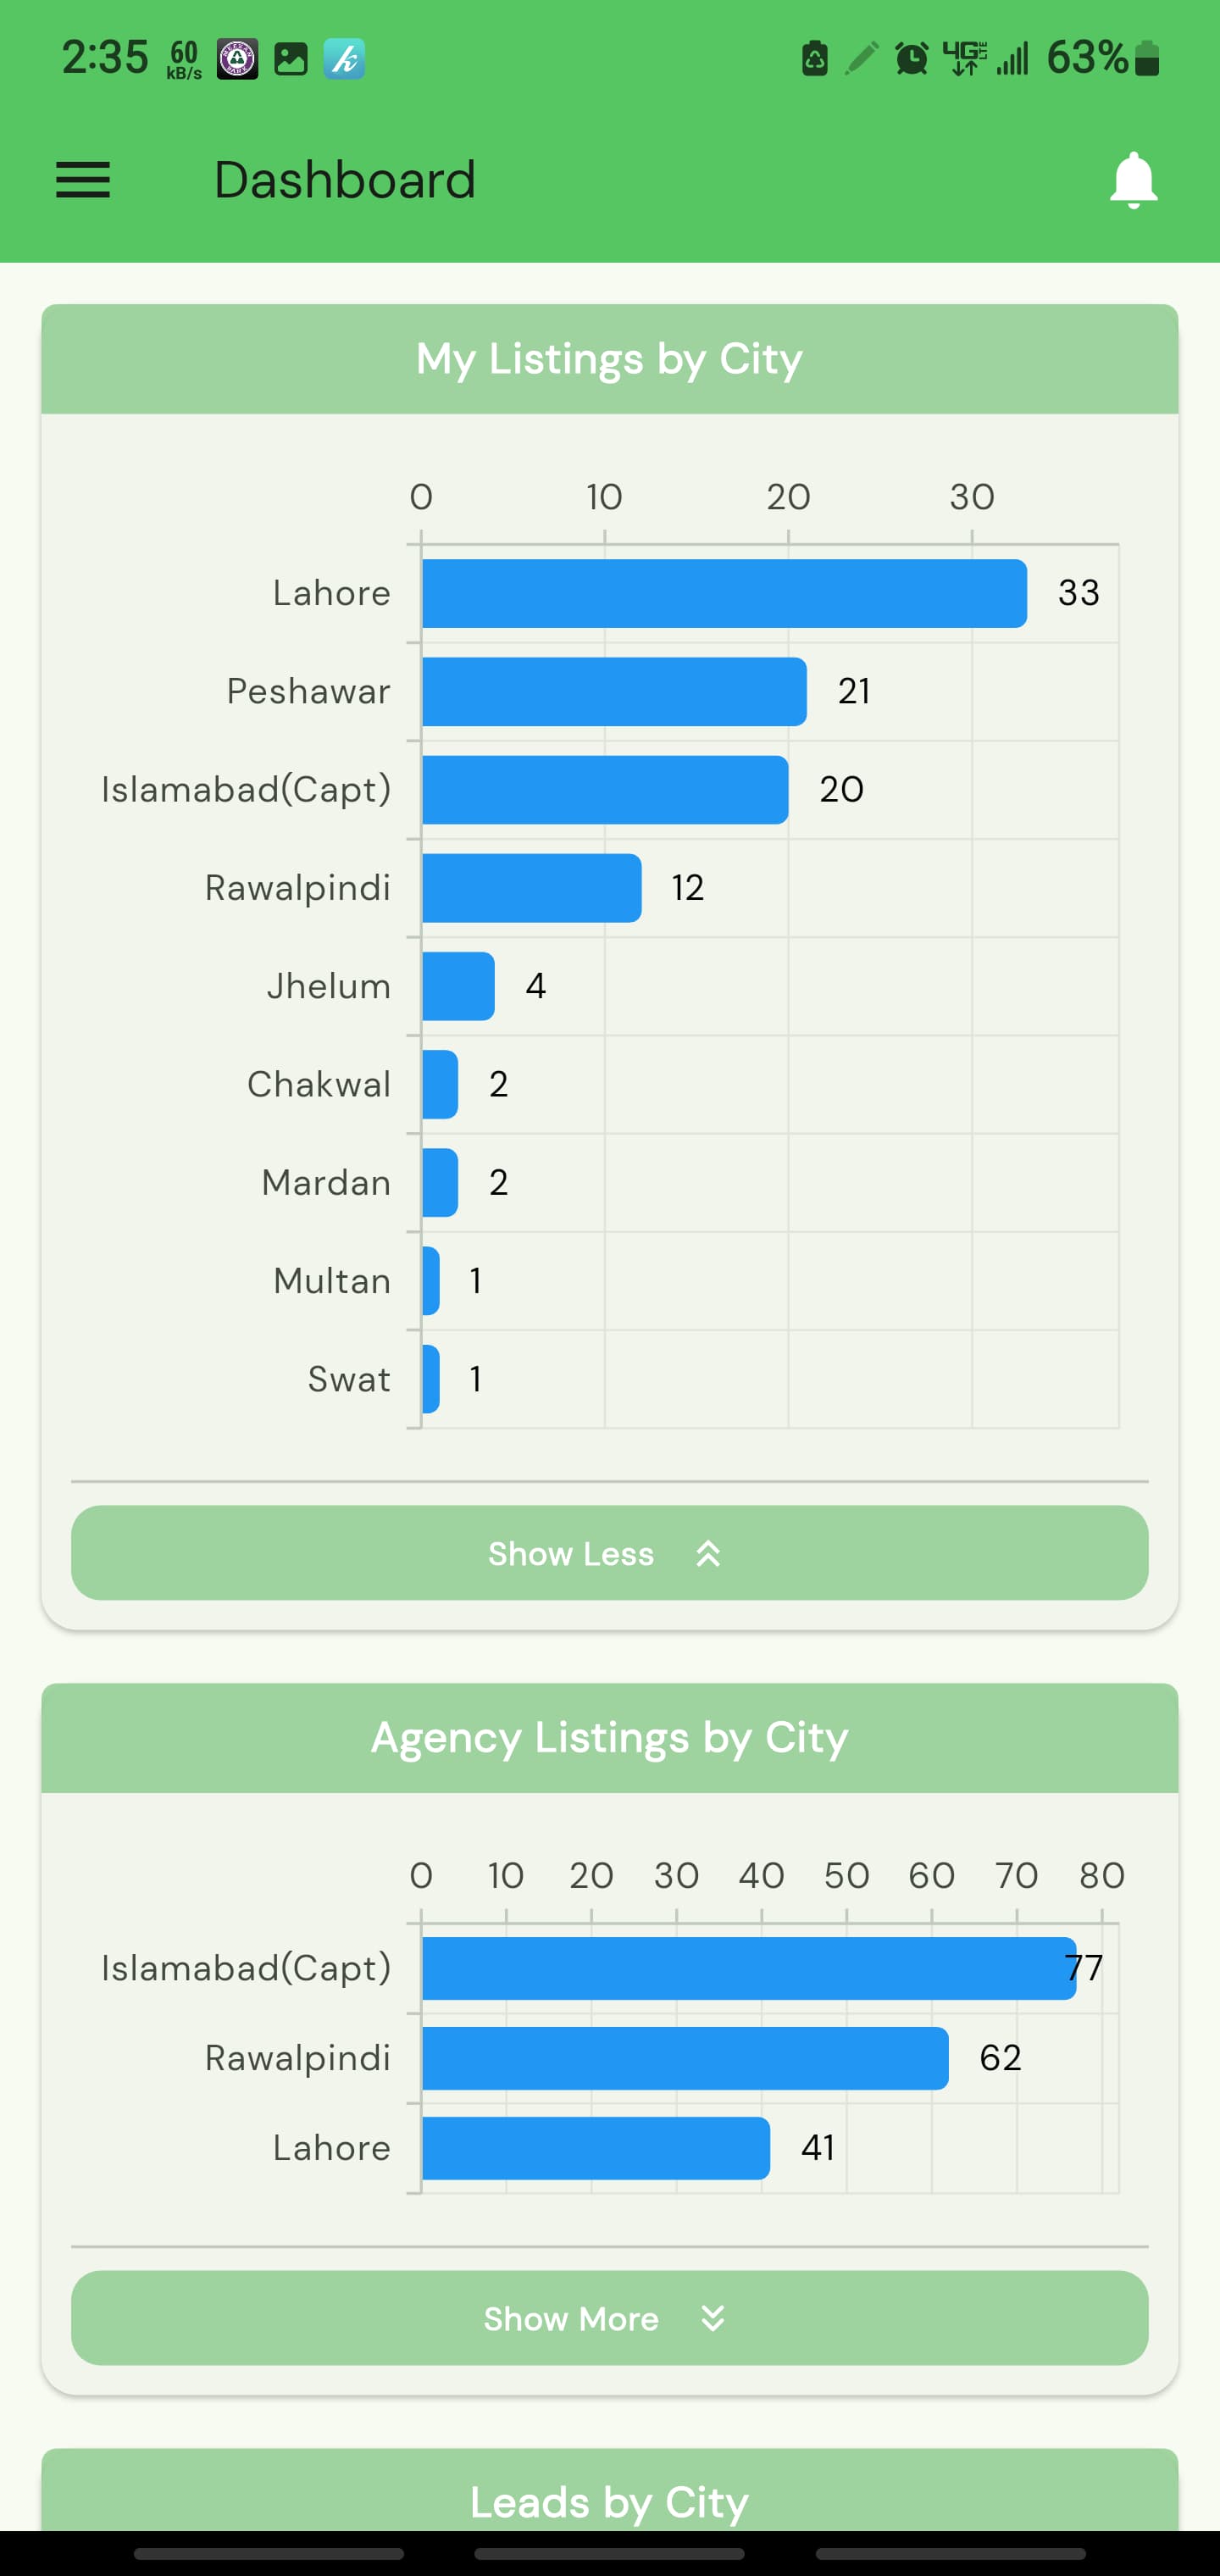 2:35 60 kB/s 4G LTE 63%
Dashboard
My Listings by City
0 10 20 30
Lahore 33
Peshawar 21
Islamabad(Capt) 20
Rawalpindi 12
Jhelum 4
Chakwal 2
Mardan 2
Multan 1
Swat 1
Show Less
Agency Listings by City
0 10 20 30 40 50 60 70 80
Islamabad(Capt) 77
Rawalpindi 62
Lahore 41
Show More
Leads by City